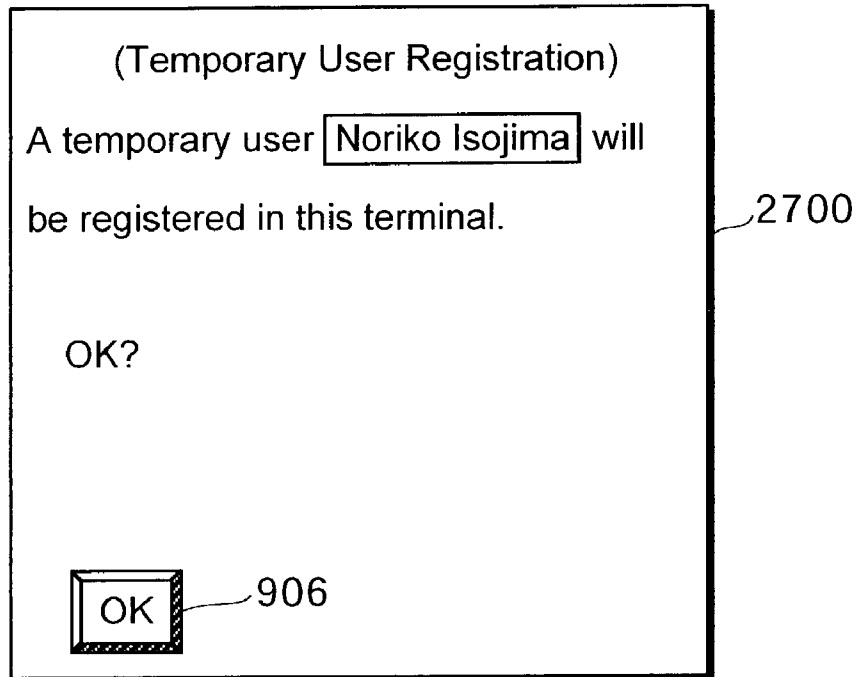 (Temporary User Registration)
A temporary user Noriko Isojima will
be registered in this terminal.
2700
OK?
OK
906